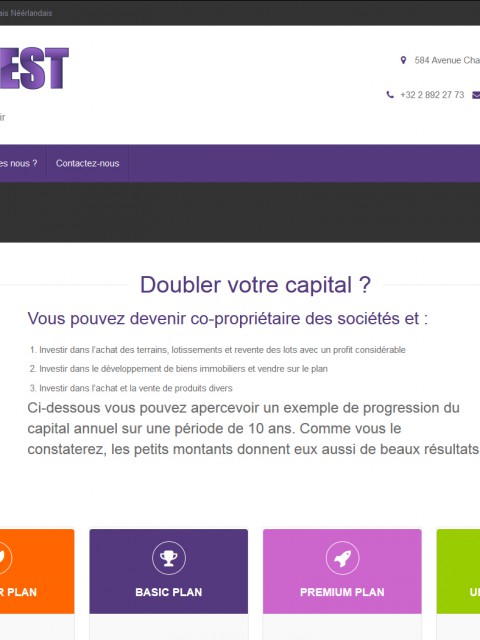 ais Néérlandais
EST
584 Avenue Cha
+32 2 892 27 73
ir
es nous ?
Contactez-nous
Doubler votre capital ?
Vous pouvez devenir co-propriétaire des sociétés et :
1. Investir dans l'achat des terrains, lotissements et revente des lots avec un profit considérable
2. Investir dans le développement de biens immobiliers et vendre sur le plan
3. Investir dans l'achat et la vente de produits divers
Ci-dessous vous pouvez apercevoir un exemple de progression du
capital annuel sur une période de 10 ans. Comme vous le
constaterez, les petits montants donnent eux aussi de beaux résultats
R PLAN
BASIC PLAN
PREMIUM PLAN
UL